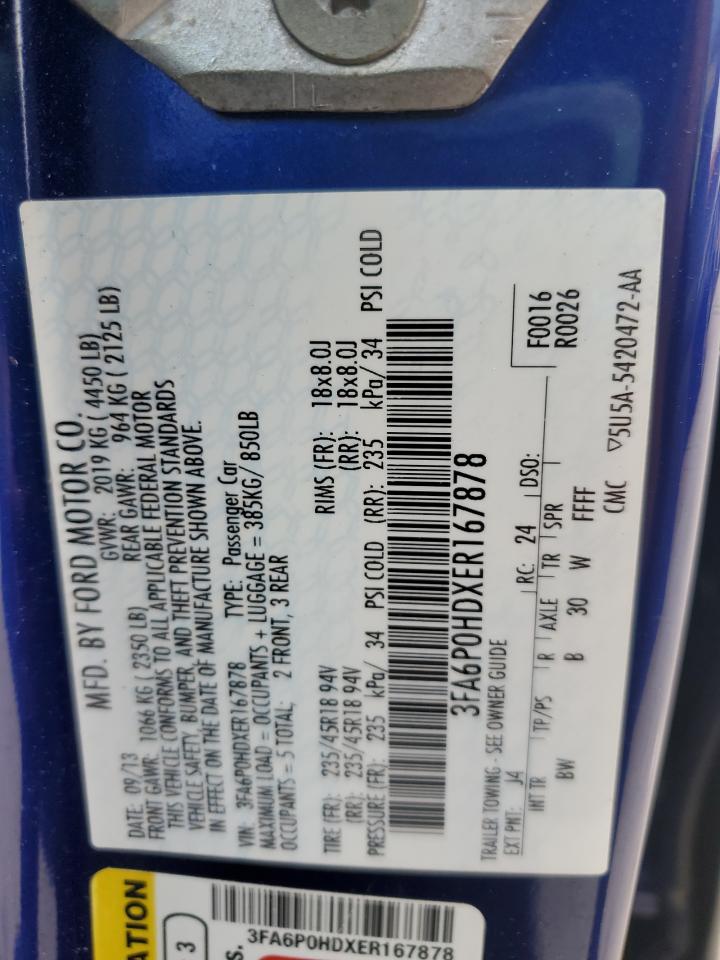 MFD. BY FORD MOTOR CO.
DATE: 09/13 GVWR: 2019 KG ( 4450 LB)
FRONT GAWR: 1066 KG ( 2350 LB) REAR GAWR: 964 KG ( 2125 LB)
THIS VEHICLE CONFORMS TO ALL APPLICABLE FEDERAL MOTOR
VEHICLE SAFETY, BUMPER, AND THEFT PREVENTION STANDARDS
IN EFFECT ON THE DATE OF MANUFACTURE SHOWN ABOVE.
VIN: 3FA6P0HDXER167878 TYPE: Passenger Car
MAXIMUM LOAD = OCCUPANTS + LUGGAGE = 385KG/ 850LB
OCCUPANTS = 5 TOTAL; 2 FRONT, 3 REAR
TIRE (FR): 235/45R18 94V RIMS (FR): 18x8.0J
(RR): 235/45R18 94V (RR): 18x8.0J
PRESSURE (FR): 235 kPa/ 34 PSI COLD (RR): 235 kPa/ 34 PSI COLD
3FA6P0HDXER167878
TRAILER TOWING - SEE OWNER GUIDE
F0016
R0026
EXT PNT: J4 RC: 24 DSO:
INT TR TP/PS R AXLE TR SPR
BW B 30 W FFFF
CMC ▽5U5A-5420472-AA
ATION
3
s.
3FA6P0HDXER167878